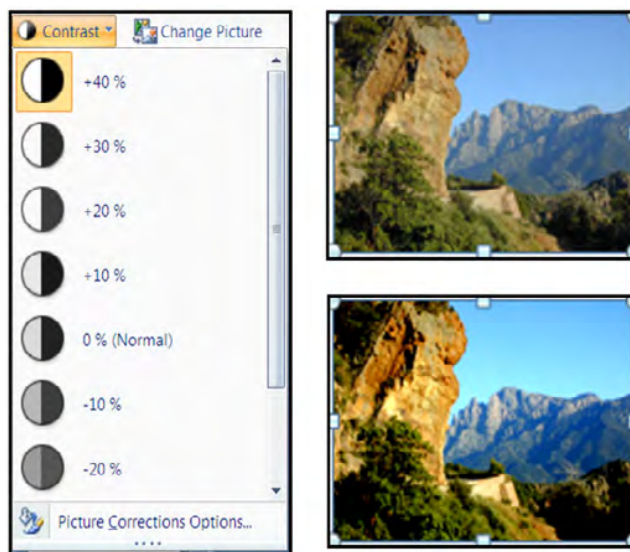 Contrast Change Picture
+40 %
+30 %
+20 %
+10 %
0 % (Normal)
-10 %
-20 %
Picture Corrections Options...